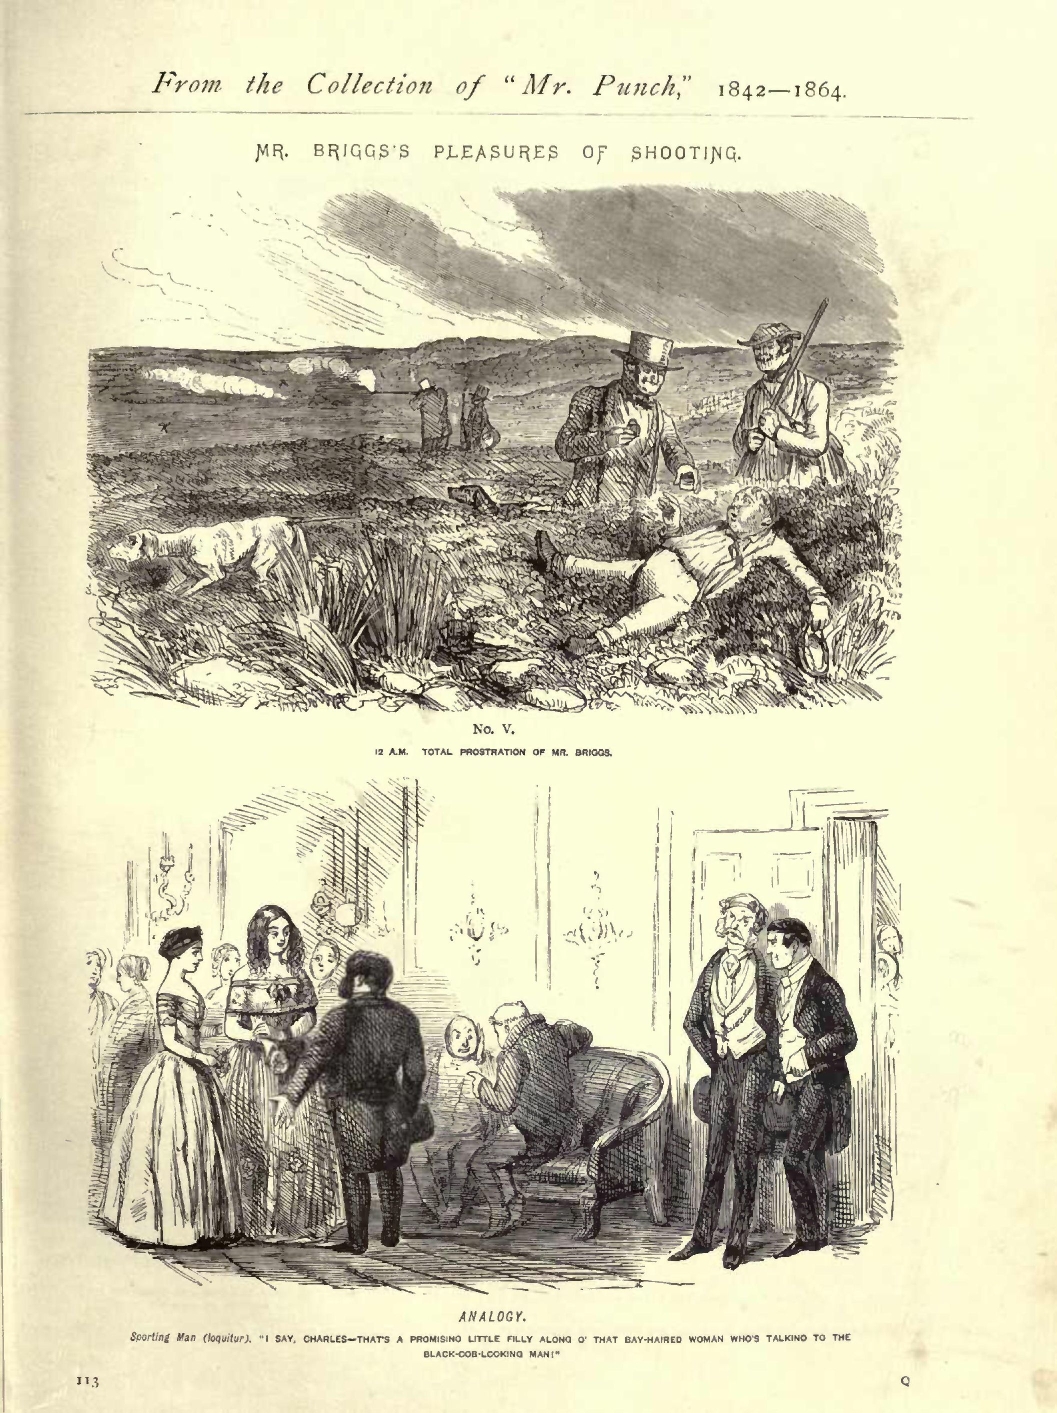 From the Collection of "Mr. Punch," 1842—1864.
MR. BRIGGS'S PLEASURES OF SHOOTING.
No. V.
12 A.M. TOTAL PROSTRATION OF MR. BRIGGS.
ANALOGY.
Sporting Man (loquitur). "I SAY, CHARLES—THAT'S A PROMISING LITTLE FILLY ALONG O' THAT BAY-HAIRED WOMAN WHO'S TALKING TO THE
BLACK-COB-LOOKING MAN!"
113 Q